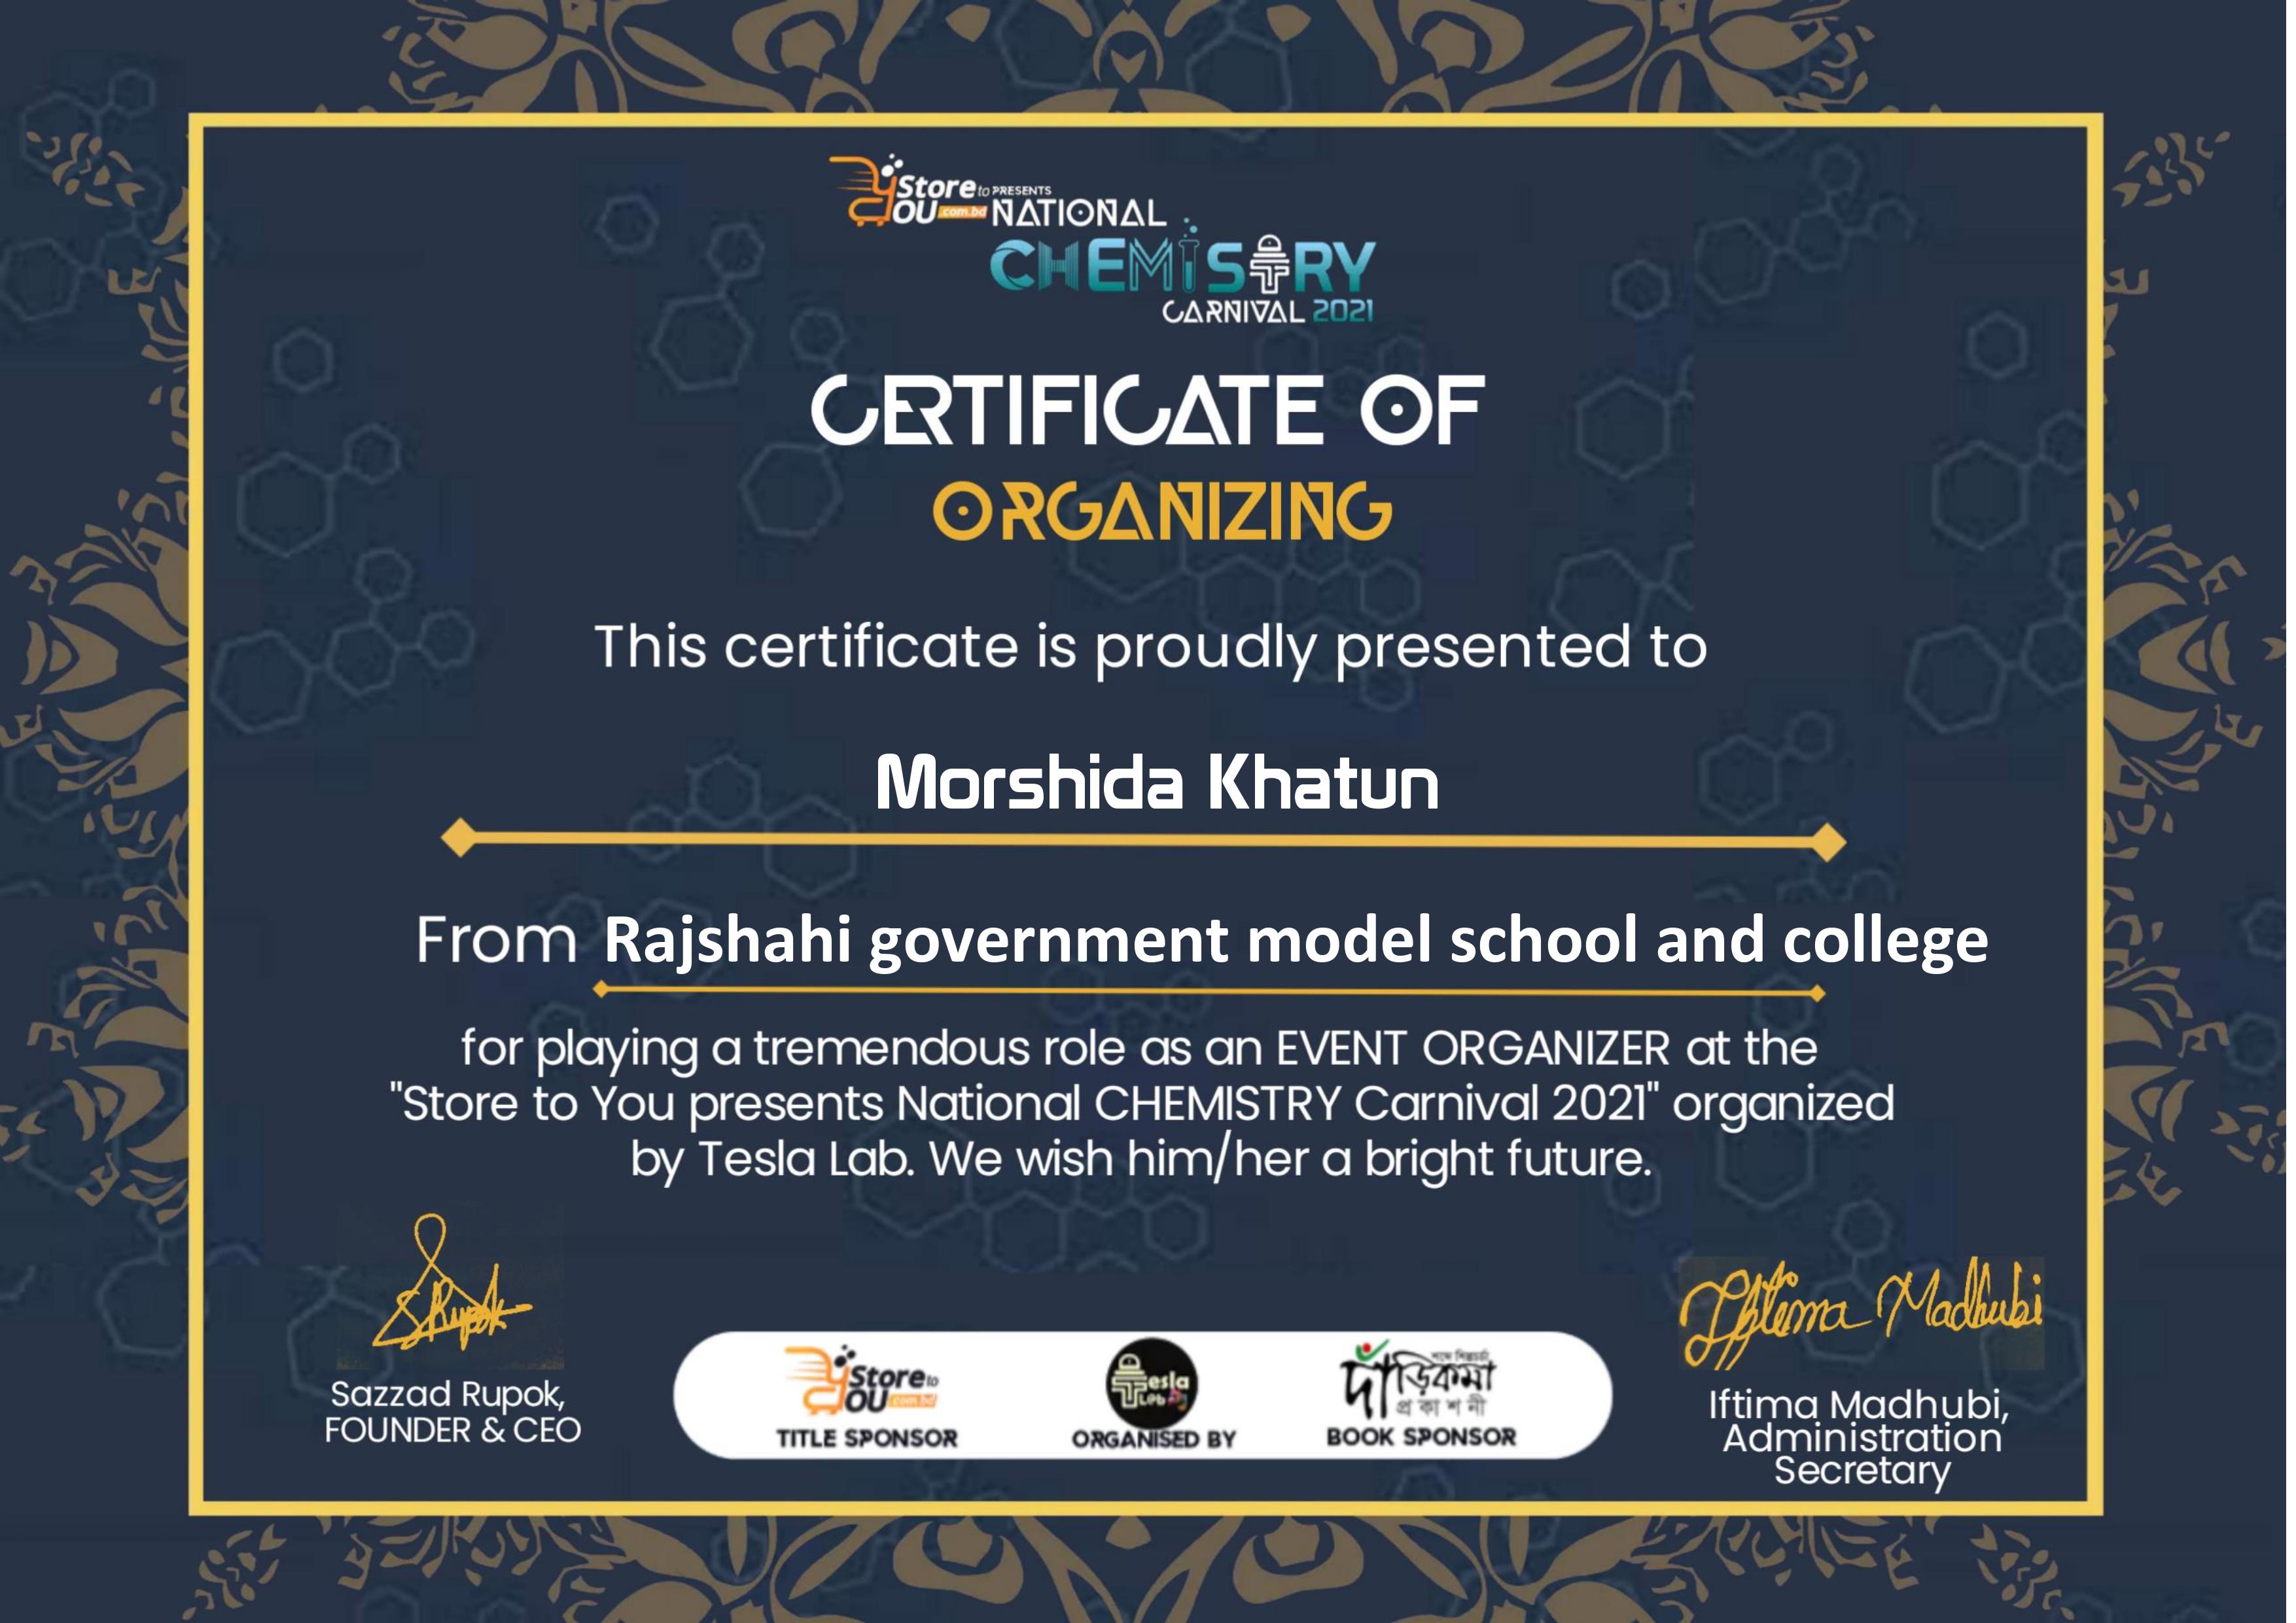 Store to PRESENTS
YOU .com.bd NATIONAL
CHEMISTRY
CARNIVAL 2021
CERTIFICATE OF
ORGANIZING
This certificate is proudly presented to
Morshida Khatun
From Rajshahi government model school and college
for playing a tremendous role as an EVENT ORGANIZER at the
"Store to You presents National CHEMISTRY Carnival 2021" organized
by Tesla Lab. We wish him/her a bright future.
S Rupok
Iftima Madhubi
Sazzad Rupok,
FOUNDER & CEO
Store to
YOU .com.bd
TITLE SPONSOR
Tesla
Lab
ORGANISED BY
দাঁড়িকমা
প্রকাশনী
BOOK SPONSOR
Iftima Madhubi,
Administration
Secretary